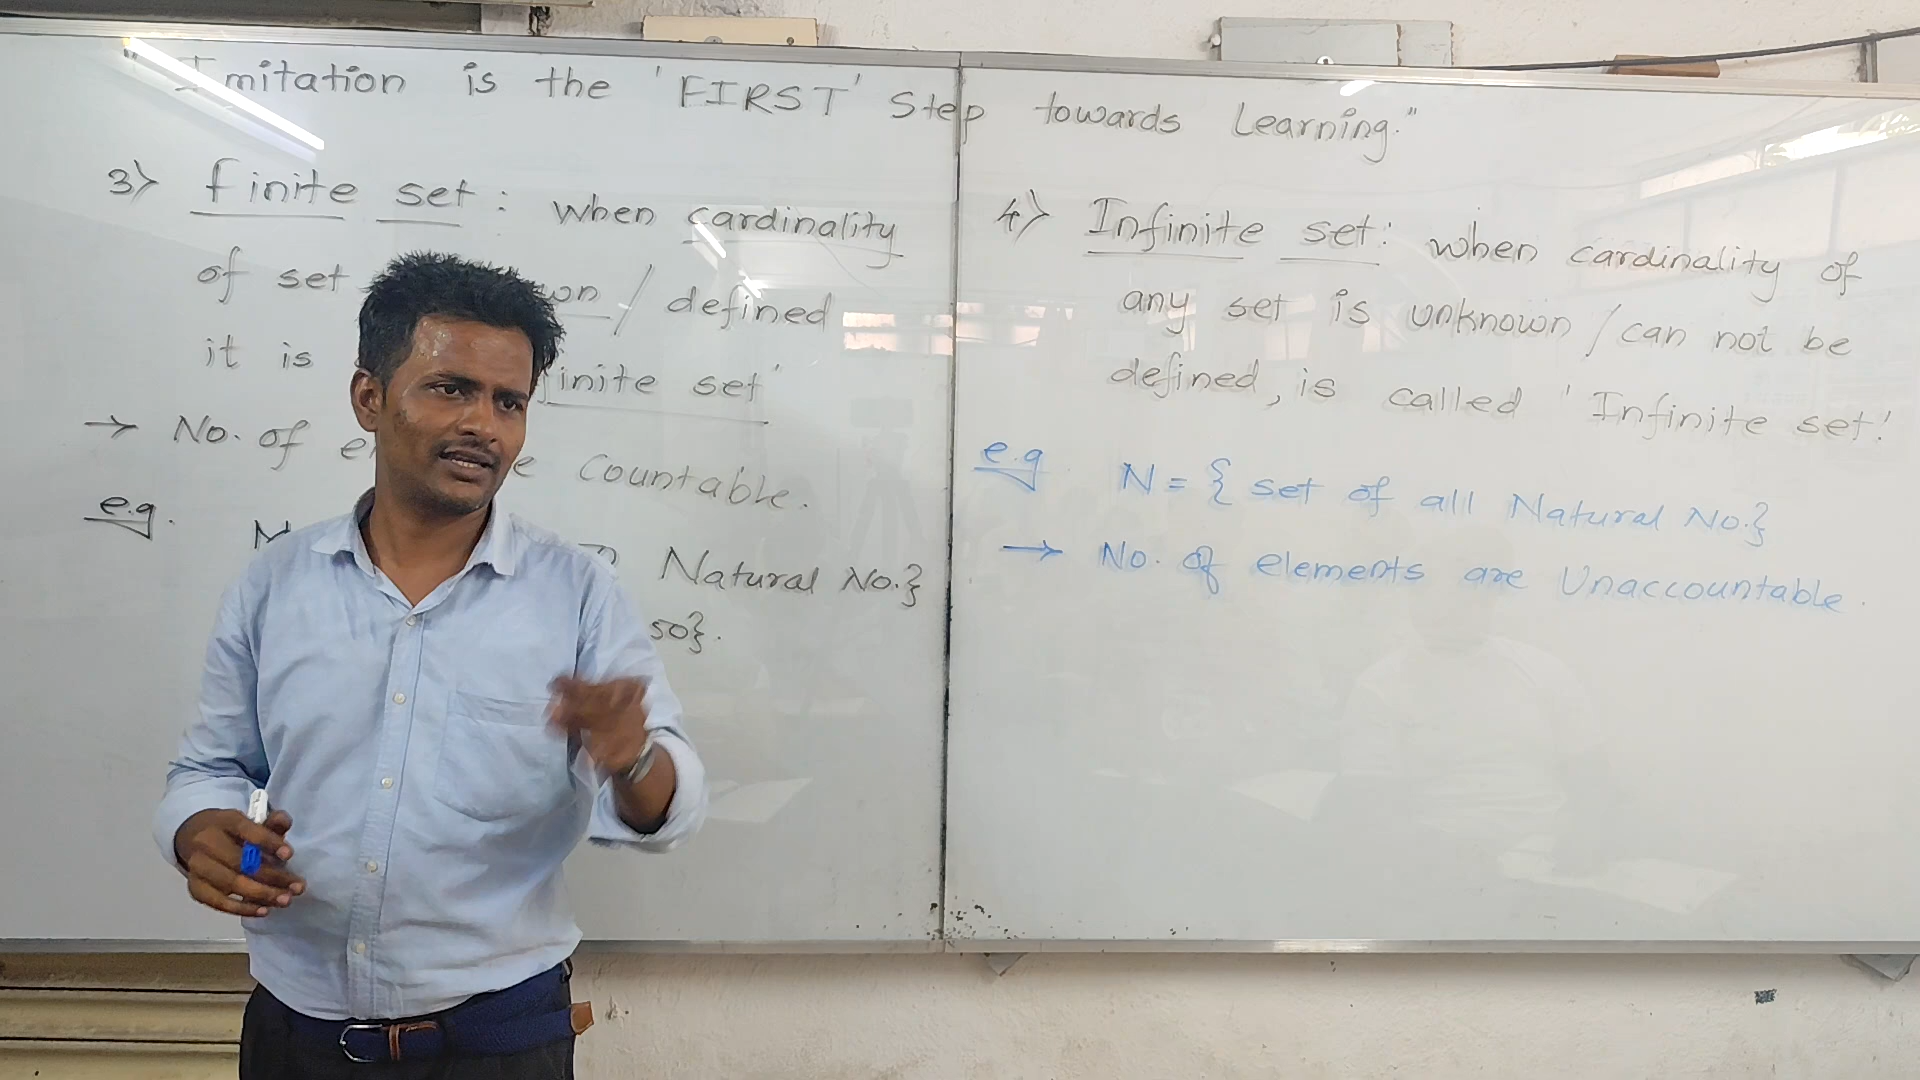 " Imitation is the 'FIRST' Step towards Learning."
3> finite set : when cardinality
of set / defined
it is finite set'
→ No. of e Countable.
e.g. N Natural No.}
50}.
4> Infinite set: when cardinality of
any set is unknown / can not be
defined, is called 'Infinite set'.
e.g N = { set of all Natural No.}
→ No. of elements are Unaccountable.